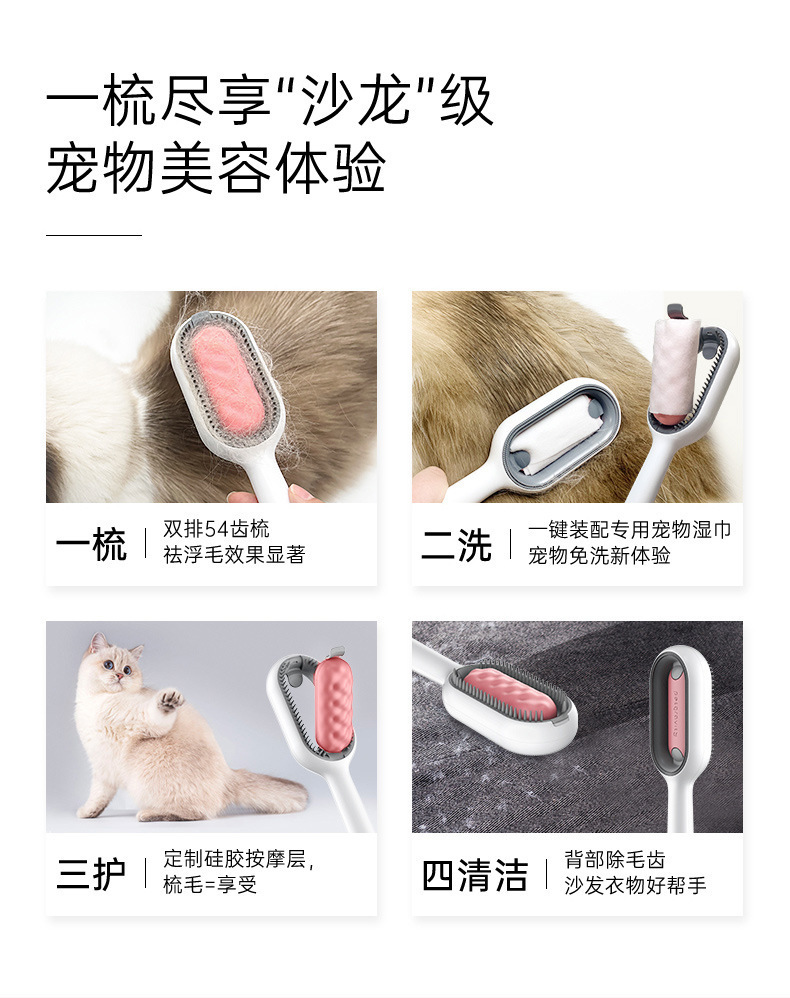 一梳尽享“沙龙”级
宠物美容体验
一梳
双排54齿梳
祛浮毛效果显著
二洗
一键装配专用宠物湿巾
宠物免洗新体验
三护
定制硅胶按摩层，
梳毛=享受
四清洁
背部除毛齿
沙发衣物好帮手